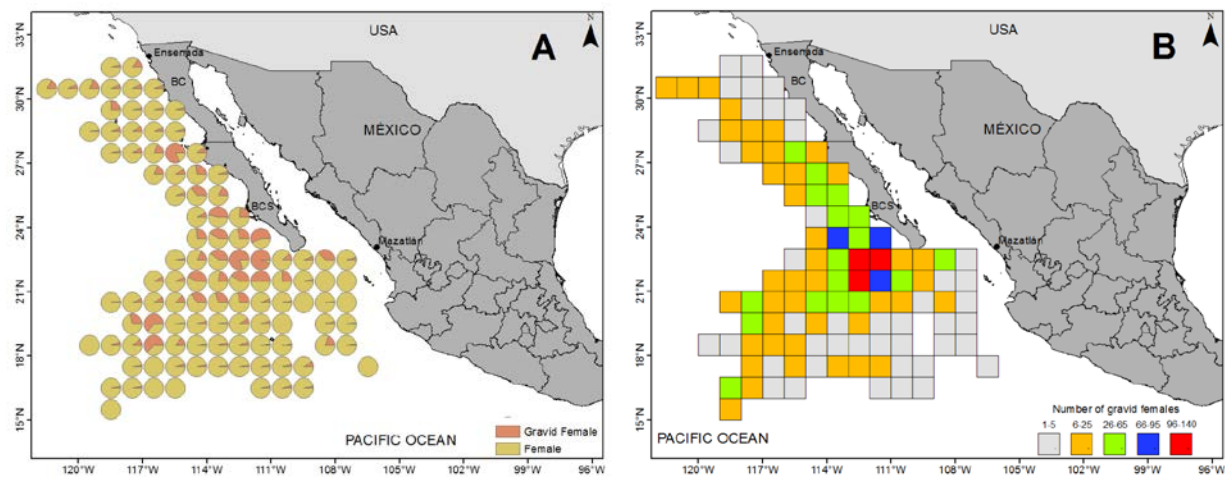 A
N
USA
Ensenada
BC
MÉXICO
BCS
Mazatlán
PACIFIC OCEAN
Gravid Female
Female
33°N
30°N
27°N
24°N
21°N
18°N
15°N
120°W 117°W 114°W 111°W 108°W 105°W 102°W 99°W 96°W
B
N
USA
Ensenada
BC
MÉXICO
BCS
Mazatlán
PACIFIC OCEAN
Number of gravid females
1-5 6-25 26-65 66-95 96-140
33°N
30°N
27°N
24°N
21°N
18°N
15°N
120°W 117°W 114°W 111°W 108°W 105°W 102°W 99°W 96°W